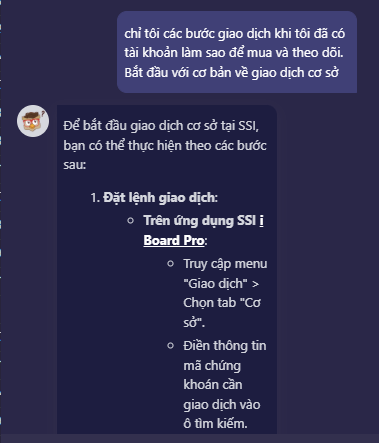 chỉ tôi các bước giao dịch khi tôi đã có
tài khoản làm sao để mua và theo dõi.
Bắt đầu với cơ bản về giao dịch cơ sở
Để bắt đầu giao dịch cơ sở tại SSI,
bạn có thể thực hiện theo các bước
sau:
1. Đặt lệnh giao dịch:
Trên ứng dụng SSI i
Board Pro:
Truy cập menu
"Giao dịch" >
Chọn tab "Cơ
sở".
Điền thông tin
mã chứng
khoán cần
giao dịch vào
ô tìm kiếm.